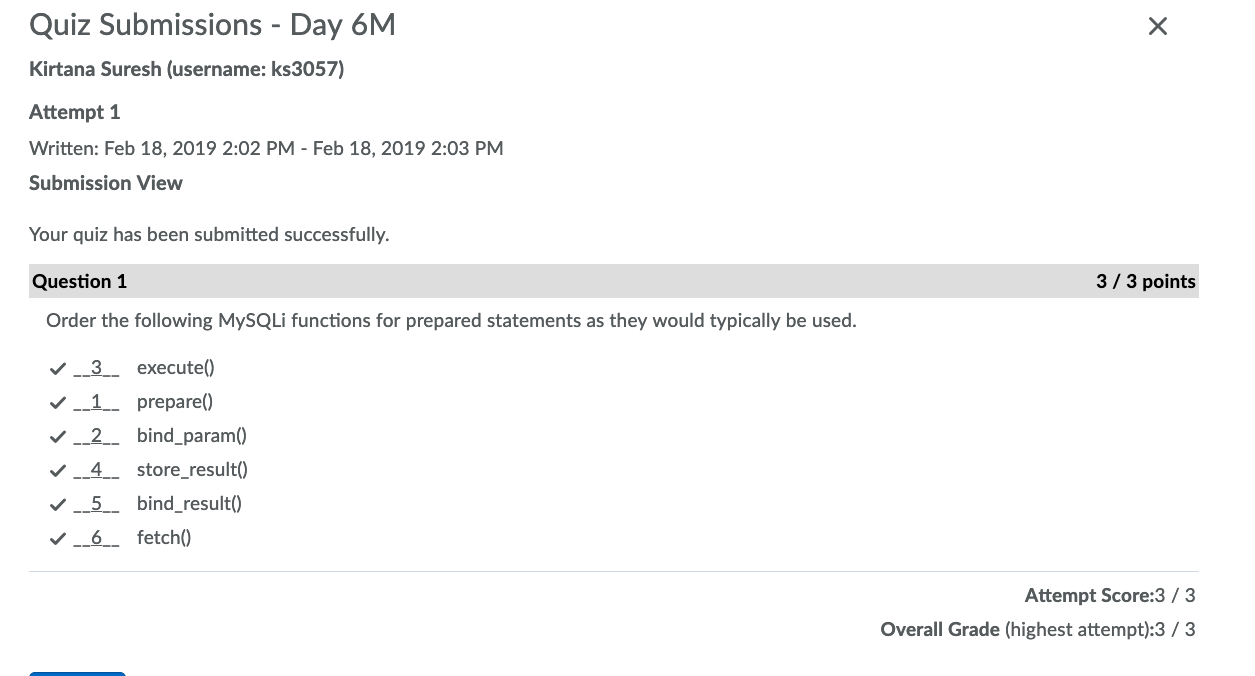 Quiz Submissions - Day 6M
Kirtana Suresh (username: ks3057)
Attempt 1
Written: Feb 18, 2019 2:02 PM - Feb 18, 2019 2:03 PM
Submission View
Your quiz has been submitted successfully.
Question 1 3 / 3 points
Order the following MySQLi functions for prepared statements as they would typically be used.
__3__ execute()
__1__ prepare()
__2__ bind_param()
__4__ store_result()
__5__ bind_result()
__6__ fetch()
Attempt Score:3 / 3
Overall Grade (highest attempt):3 / 3